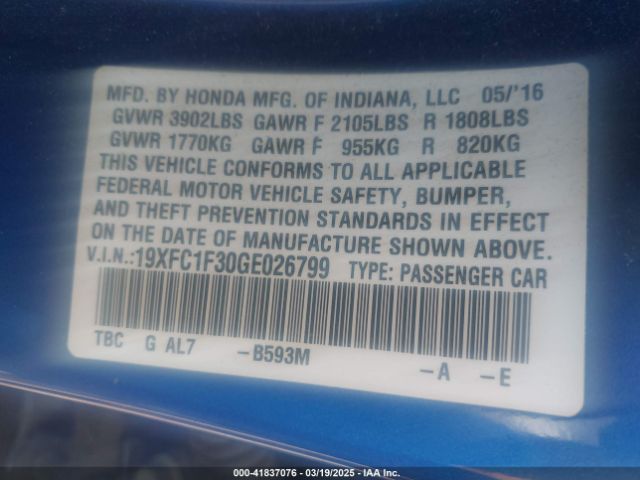 MFD. BY HONDA MFG. OF INDIANA, LLC 05/'16
GVWR 3902LBS GAWR F 2105LBS R 1808LBS
GVWR 1770KG GAWR F 955KG R 820KG
THIS VEHICLE CONFORMS TO ALL APPLICABLE
FEDERAL MOTOR VEHICLE SAFETY, BUMPER,
AND THEFT PREVENTION STANDARDS IN EFFECT
ON THE DATE OF MANUFACTURE SHOWN ABOVE.
V.I.N.:19XFC1F30GE026799 TYPE: PASSENGER CAR
TBC G AL7 -B593M -A -E
000-41837076 - 03/19/2025 - IAA Inc.